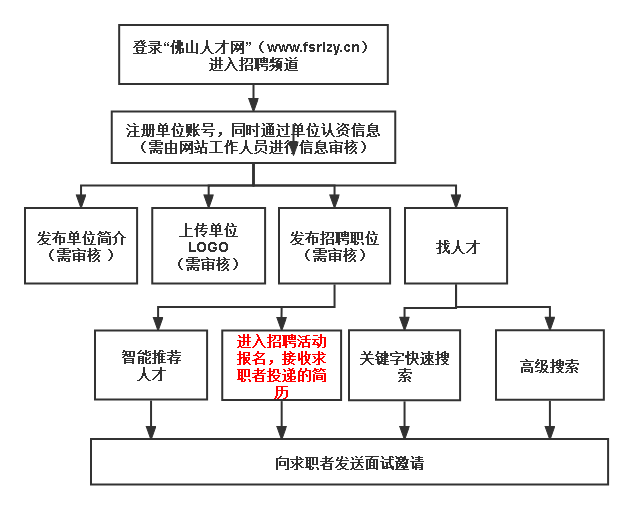 登录“佛山人才网”（www.fsrlzy.cn）
进入招聘频道
注册单位账号，同时通过单位认资信息
（需由网站工作人员进行信息审核）
发布单位简介
（需审核 ）
上传单位
LOGO
（需审核）
发布招聘职位
（需审核）
找人才
智能推荐
人才
进入招聘活动
报名，接收求
职者投递的简
历
关键字快速搜
索
高级搜索
向求职者发送面试邀请